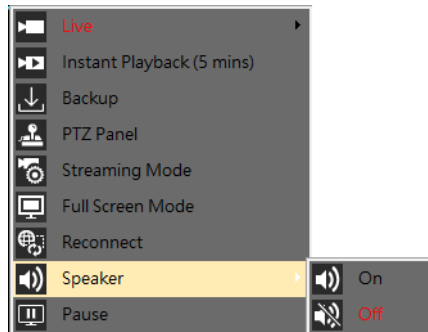 Live
Instant Playback (5 mins)
Backup
PTZ Panel
Streaming Mode
Full Screen Mode
Reconnect
Speaker
On
Pause
Off